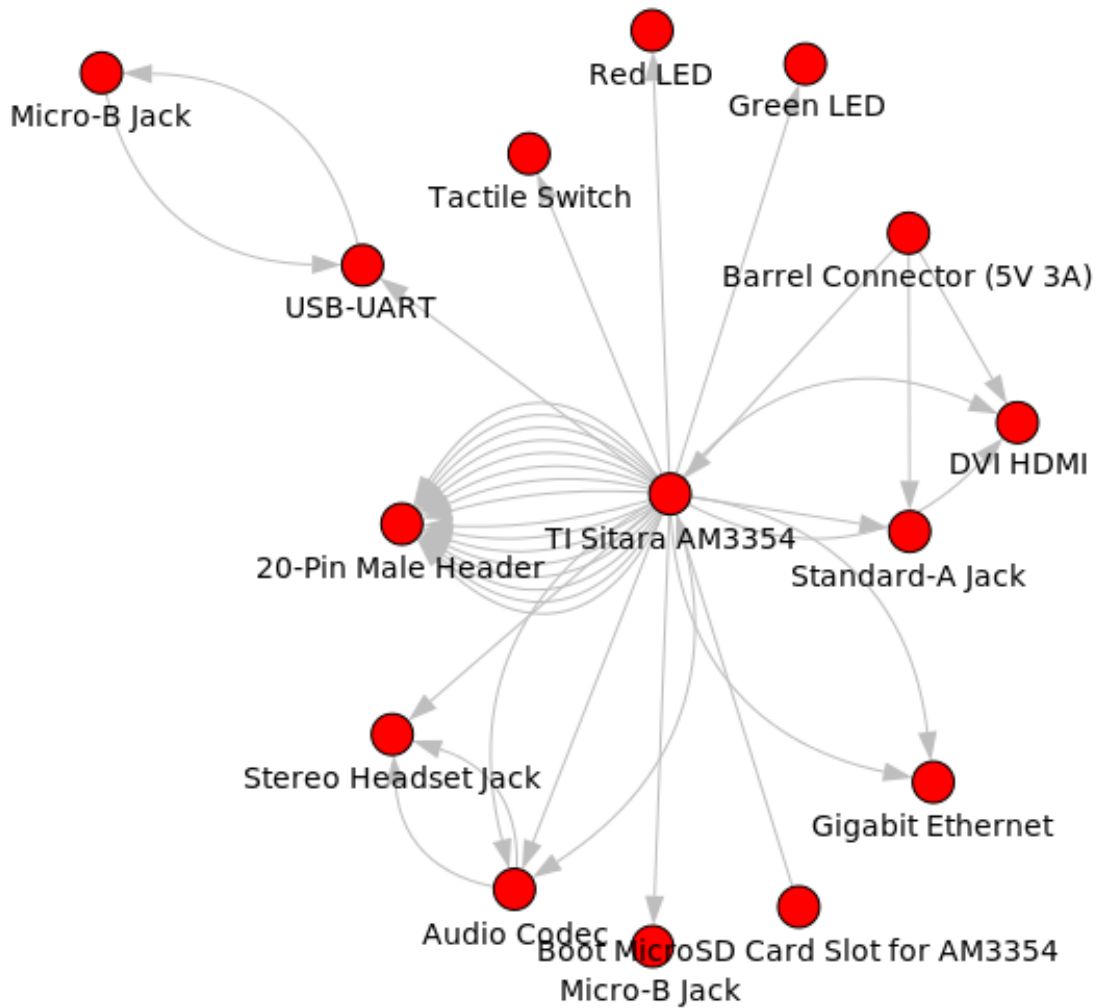 Red LED
Micro-B Jack
Green LED
Tactile Switch
Barrel Connector (5V 3A)
USB-UART
DVI HDMI
TI Sitara AM3354
20-Pin Male Header
Standard-A Jack
Stereo Headset Jack
Gigabit Ethernet
Audio Codec
Boot MicroSD Card Slot for AM3354
Micro-B Jack